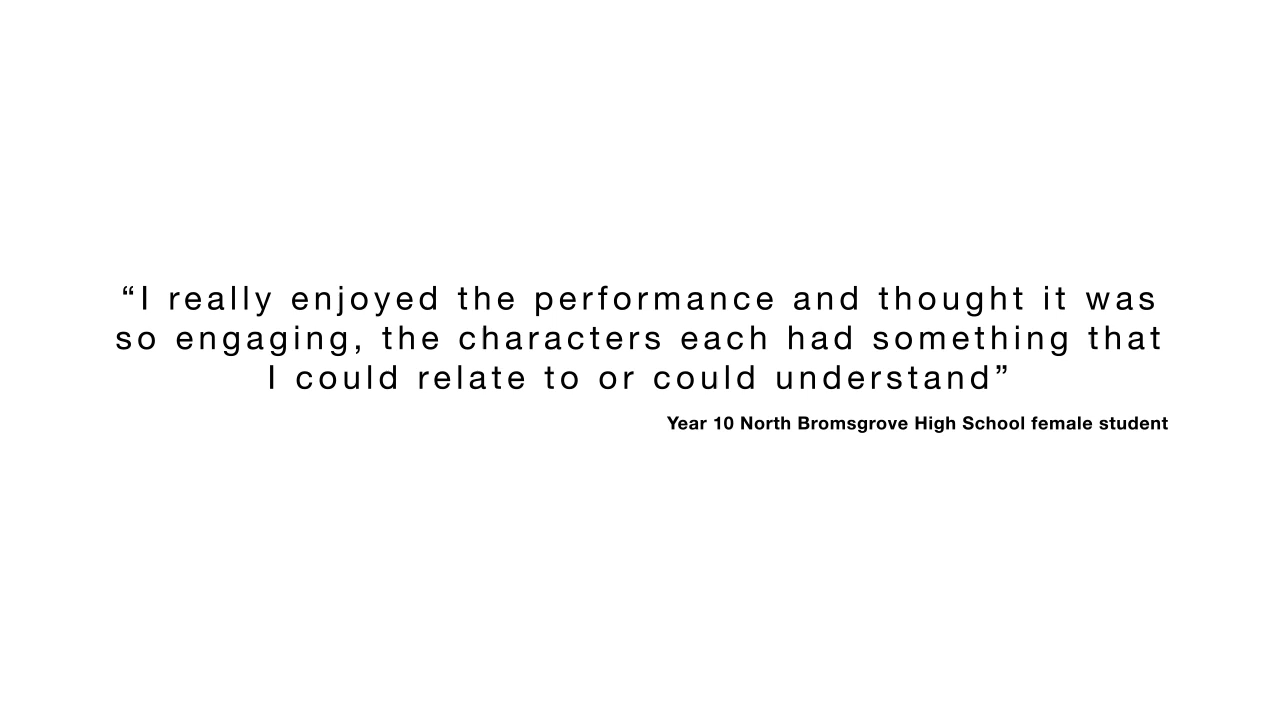 “I really enjoyed the performance and thought it was
so engaging, the characters each had something that
I could relate to or could understand”
Year 10 North Bromsgrove High School female student